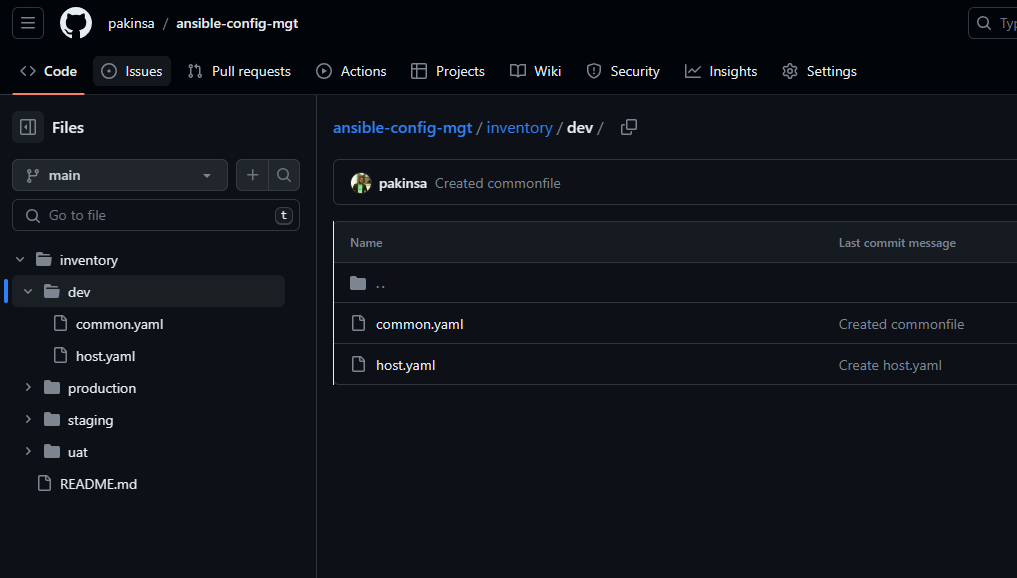 pakinsa / ansible-config-mgt
Typ
Code Issues Pull requests Actions Projects Wiki Security Insights Settings
Files
main
Go to file t
inventory
dev
common.yaml
host.yaml
production
staging
uat
README.md
ansible-config-mgt / inventory / dev /
pakinsa Created commonfile
Name Last commit message
..
common.yaml Created commonfile
host.yaml Create host.yaml